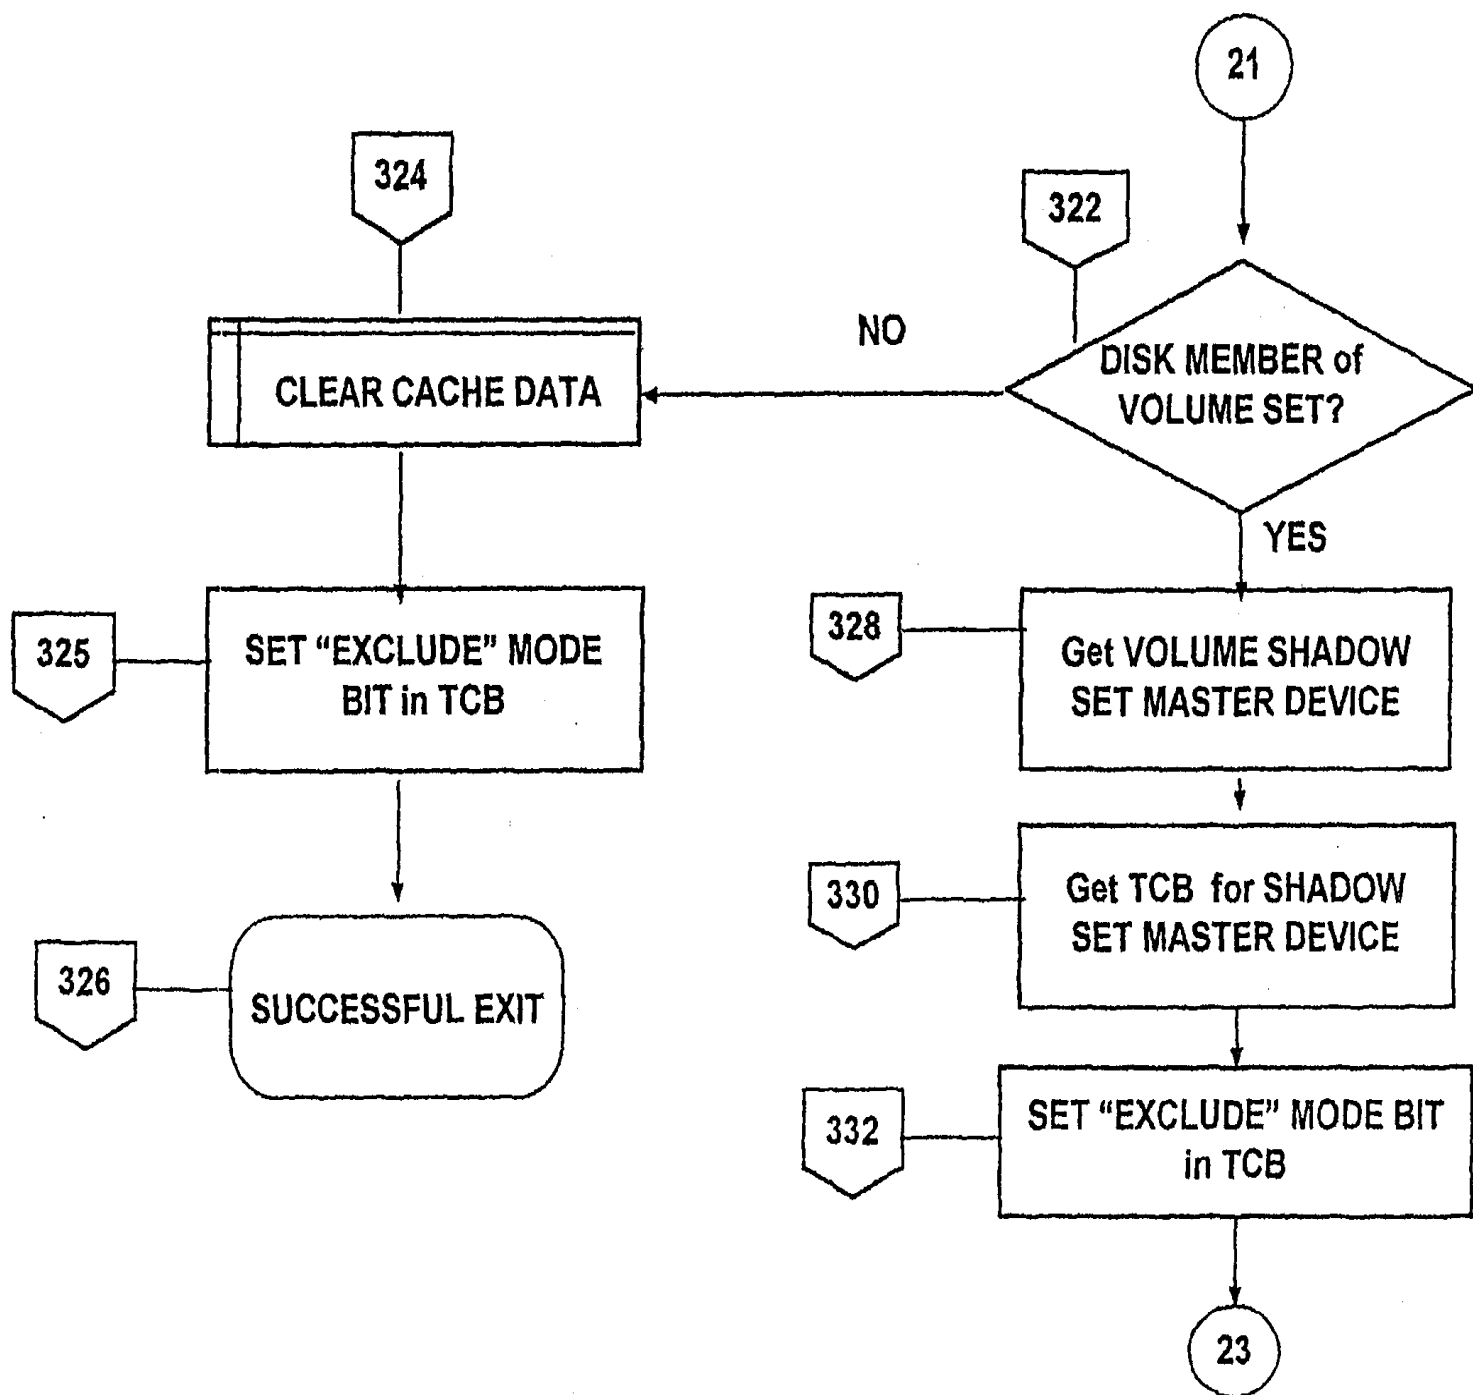 21
324
322
NO
DISK MEMBER of
VOLUME SET?
CLEAR CACHE DATA
YES
325
SET “EXCLUDE” MODE
BIT in TCB
328
Get VOLUME SHADOW
SET MASTER DEVICE
330
Get TCB for SHADOW
SET MASTER DEVICE
326
SUCCESSFUL EXIT
332
SET “EXCLUDE” MODE BIT
in TCB
23